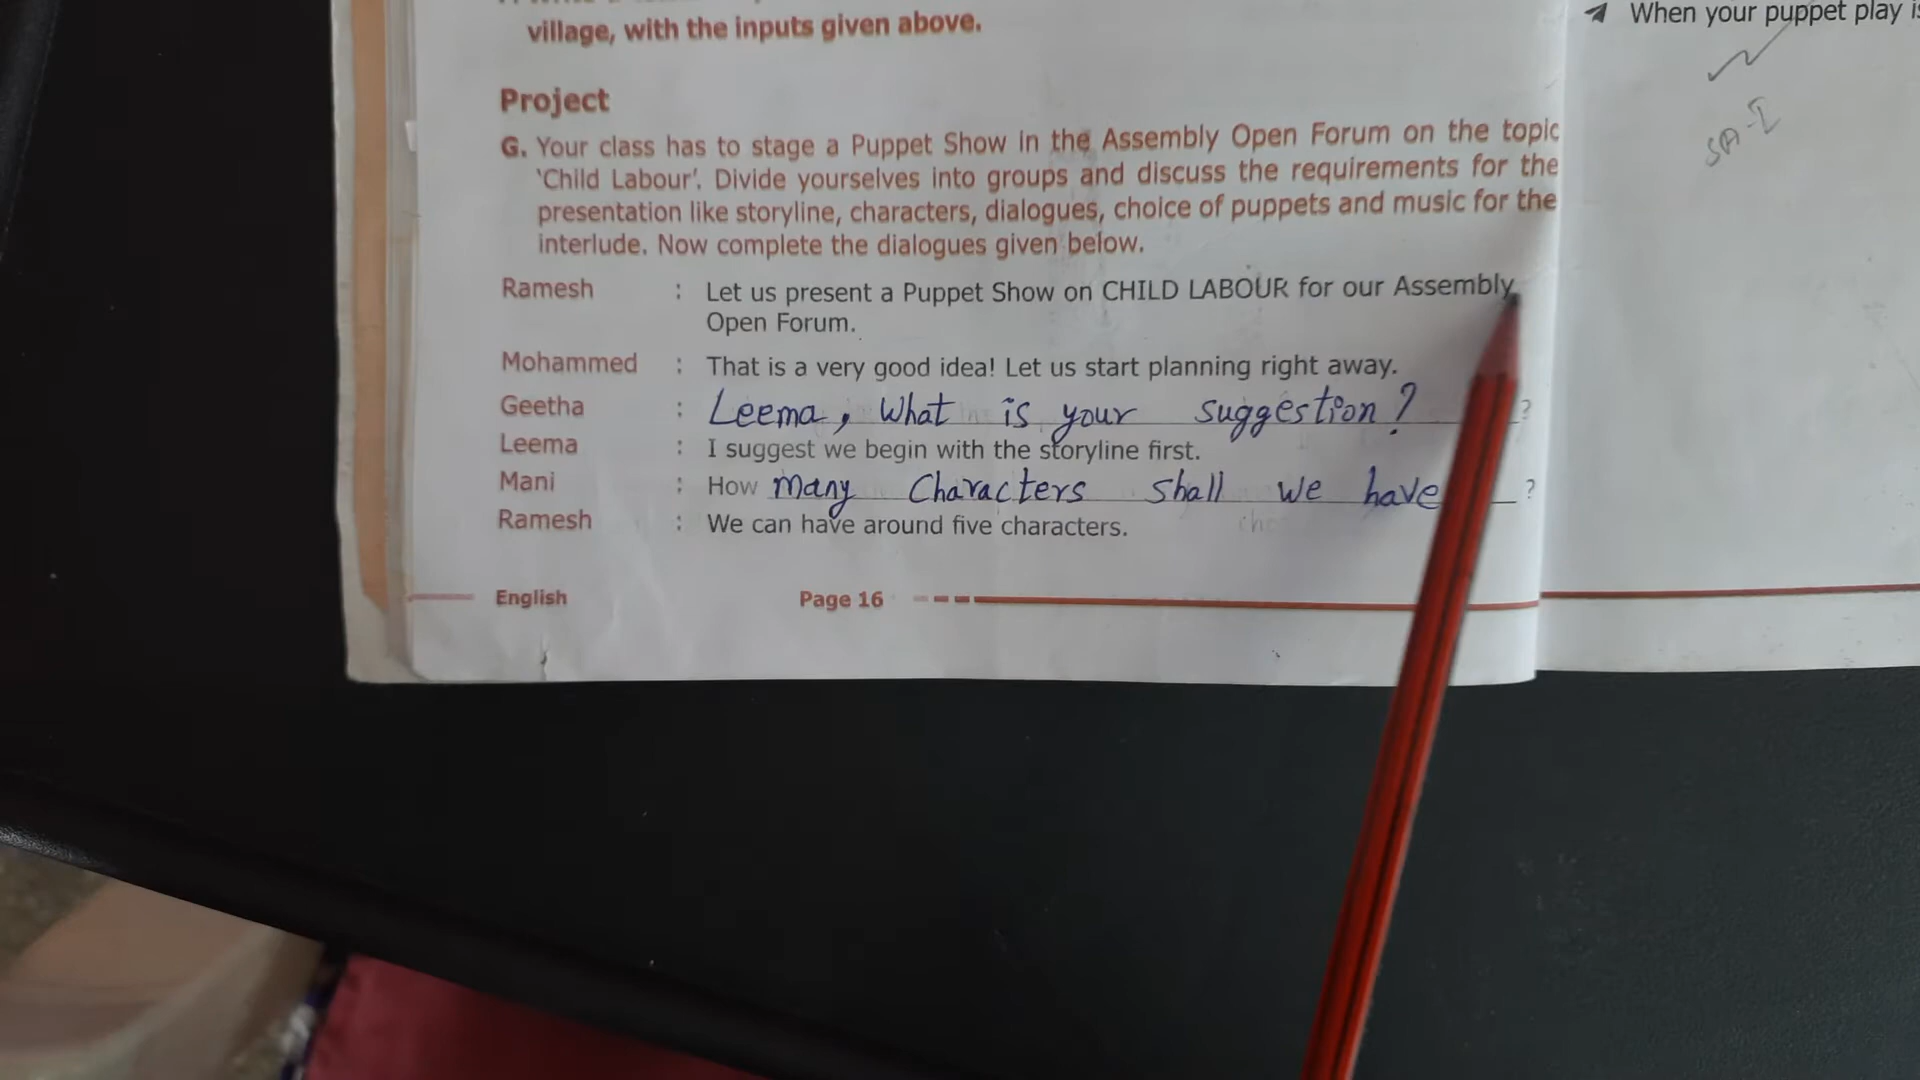 village, with the inputs given above.
When your puppet play
SA-I
Project
G. Your class has to stage a Puppet Show in the Assembly Open Forum on the topic
‘Child Labour’. Divide yourselves into groups and discuss the requirements for the
presentation like storyline, characters, dialogues, choice of puppets and music for the
interlude. Now complete the dialogues given below.
Ramesh : Let us present a Puppet Show on CHILD LABOUR for our Assembly
Open Forum.
Mohammed : That is a very good idea! Let us start planning right away.
Geetha : Leema, What is your suggestion? ?
Leema : I suggest we begin with the storyline first.
Mani : How many Characters shall we have ?
Ramesh : We can have around five characters.
English Page 16